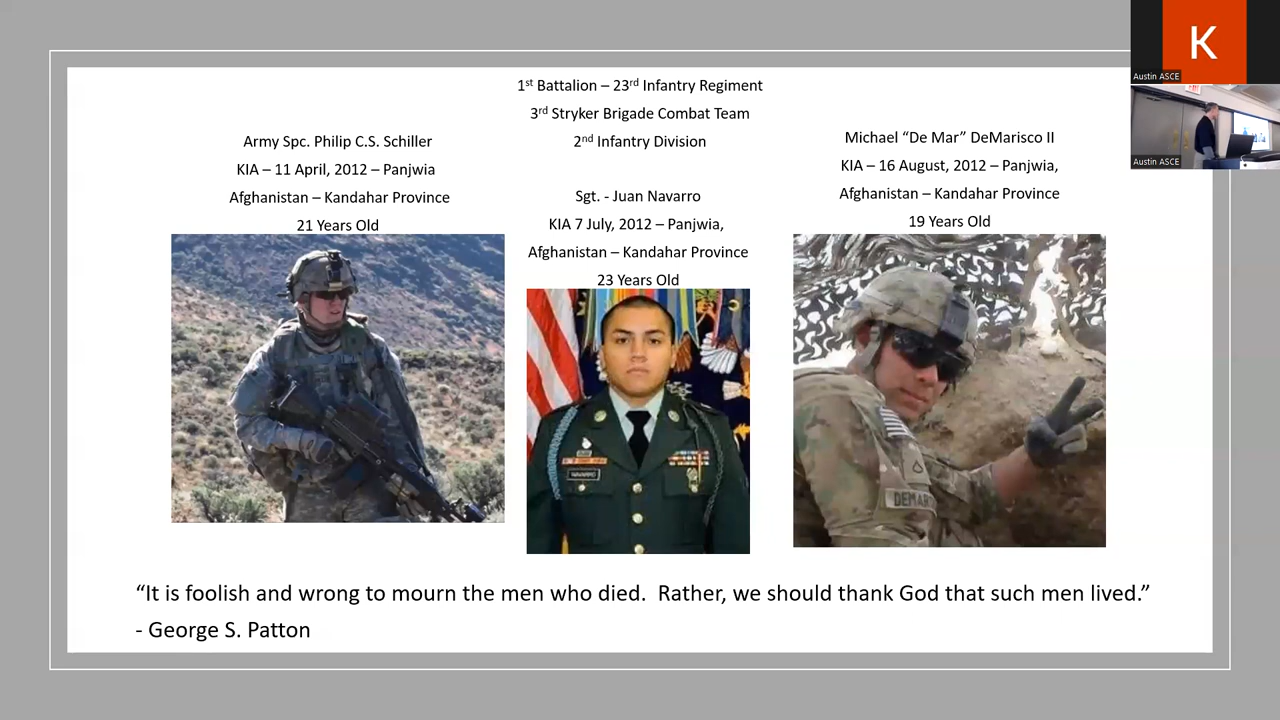 1st Battalion – 23rd Infantry Regiment
3rd Stryker Brigade Combat Team
2nd Infantry Division
Army Spc. Philip C.S. Schiller
KIA – 11 April, 2012 – Panjwia
Afghanistan – Kandahar Province
21 Years Old
Sgt. - Juan Navarro
KIA 7 July, 2012 – Panjwia,
Afghanistan – Kandahar Province
23 Years Old
Michael “De Mar” DeMarisco II
KIA – 16 August, 2012 – Panjwia,
Afghanistan – Kandahar Province
19 Years Old
NAVARRO
DEMAR
“It is foolish and wrong to mourn the men who died.  Rather, we should thank God that such men lived.”
- George S. Patton
K
Austin ASCE
Austin ASCE